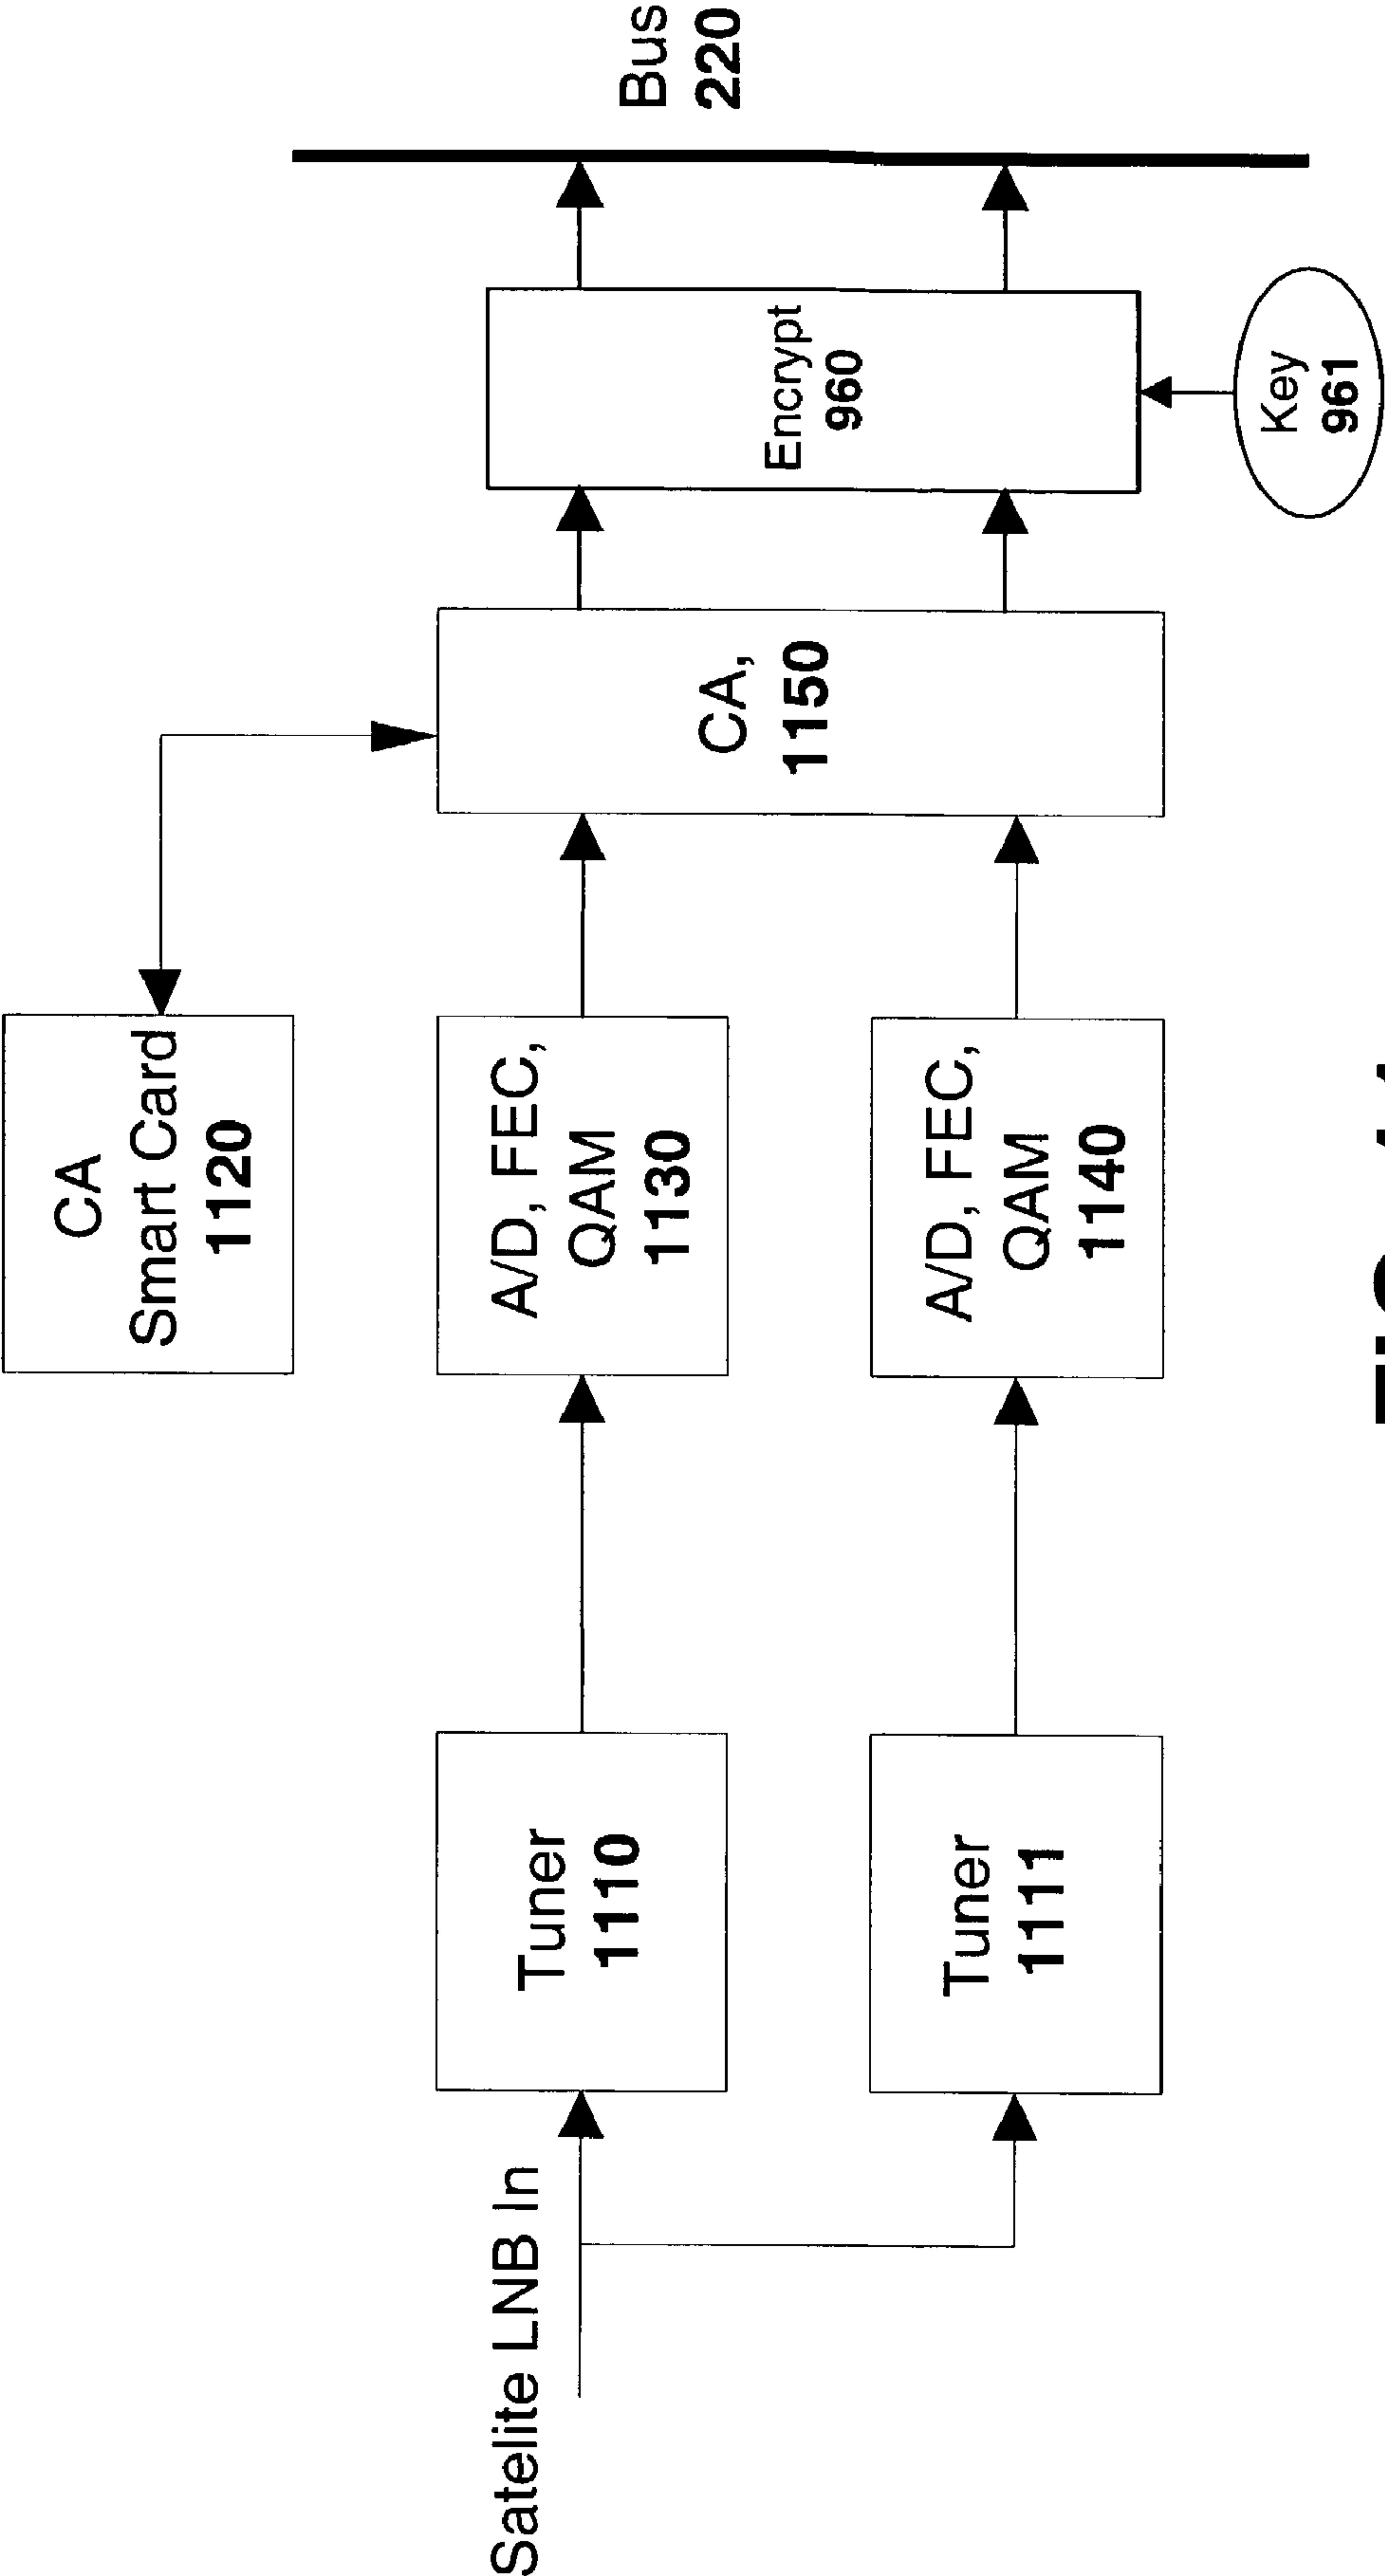 CA
Smart Card
1120
Satelite LNB In
Tuner
1110
A/D, FEC,
QAM
1130
CA,
1150
Encrypt
960
Bus
220
Tuner
1111
A/D, FEC,
QAM
1140
Key
961